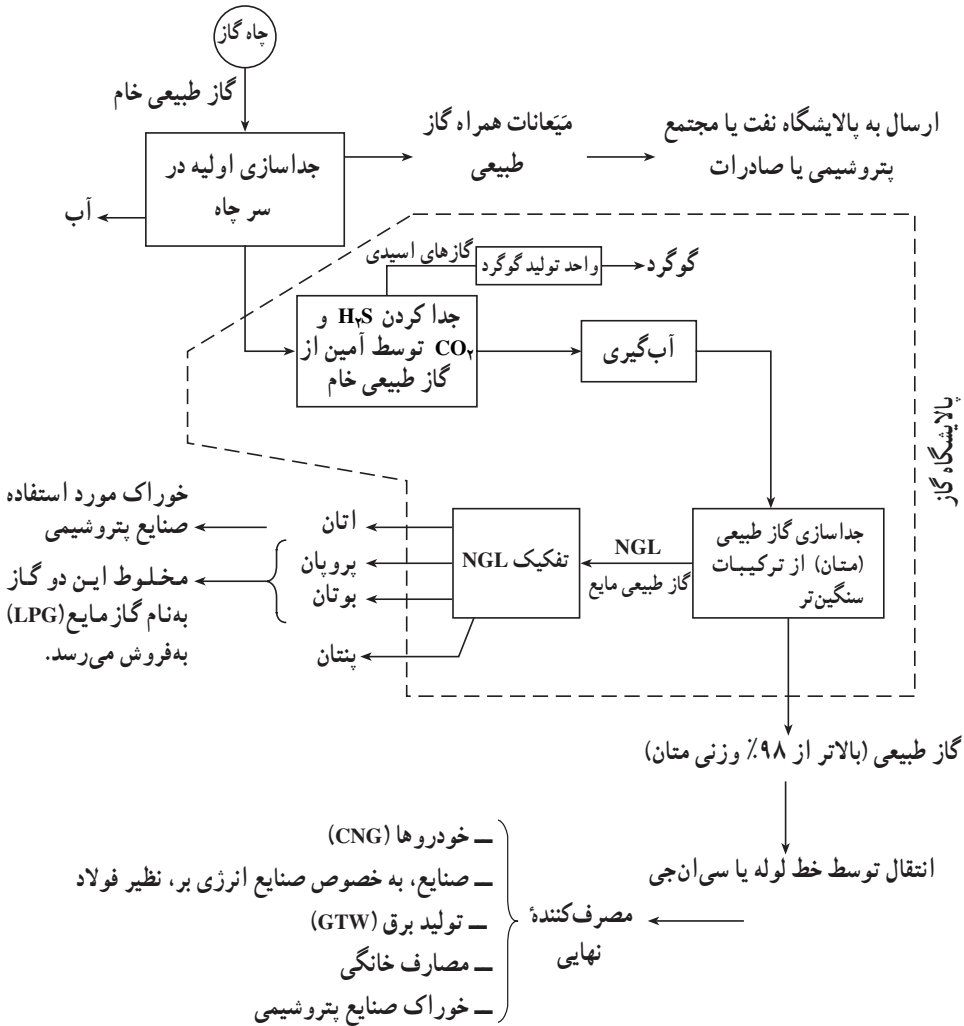 چاه گاز
گاز طبیعی خام
جداسازی اولیه در
سر چاه
آب
مَیَعانات همراه گاز
طبیعی
ارسال به پالایشگاه نفت یا مجتمع
پتروشیمی یا صادرات
گازهای اسیدی
واحد تولید گوگرد
گوگرد
جدا کردن H۲S و
CO۲ توسط آمین از
گاز طبیعی خام
آب‌گیری
پالایشگاه گاز
جداسازی گاز طبیعی
(متان) از ترکیبات
سنگین‌تر
NGL
گاز طبیعی مایع
تفکیک NGL
اتان
پروپان
بوتان
پنتان
خوراک مورد استفاده
صنایع پتروشیمی
مخلوط این دو گاز
به‌نام گاز مایع(LPG)
به‌فروش می‌رسد.
گاز طبیعی (بالاتر از ۹۸٪ وزنی متان)
انتقال توسط خط لوله یا سی‌ان‌جی
مصرف‌کنندهٔ
نهایی
ـ خودروها (CNG)
ـ صنایع، به خصوص صنایع انرژی بر، نظیر فولاد
ـ تولید برق (GTW)
ـ مصارف خانگی
ـ خوراک صنایع پتروشیمی